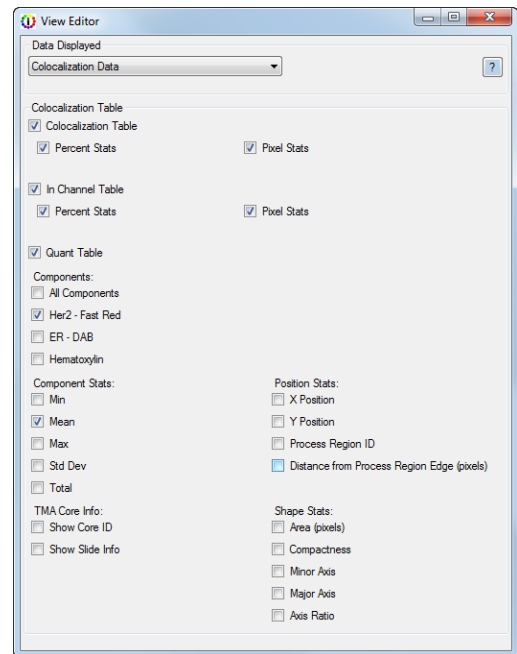 View Editor
Data Displayed
Colocalization Data
?
Colocalization Table
Colocalization Table
Percent Stats Pixel Stats
In Channel Table
Percent Stats Pixel Stats
Quant Table
Components:
All Components
Her2 - Fast Red
ER - DAB
Hematoxylin
Component Stats: Position Stats:
Min X Position
Mean Y Position
Max Process Region ID
Std Dev Distance from Process Region Edge (pixels)
Total
TMA Core Info: Shape Stats:
Show Core ID Area (pixels)
Show Slide Info Compactness
Minor Axis
Major Axis
Axis Ratio